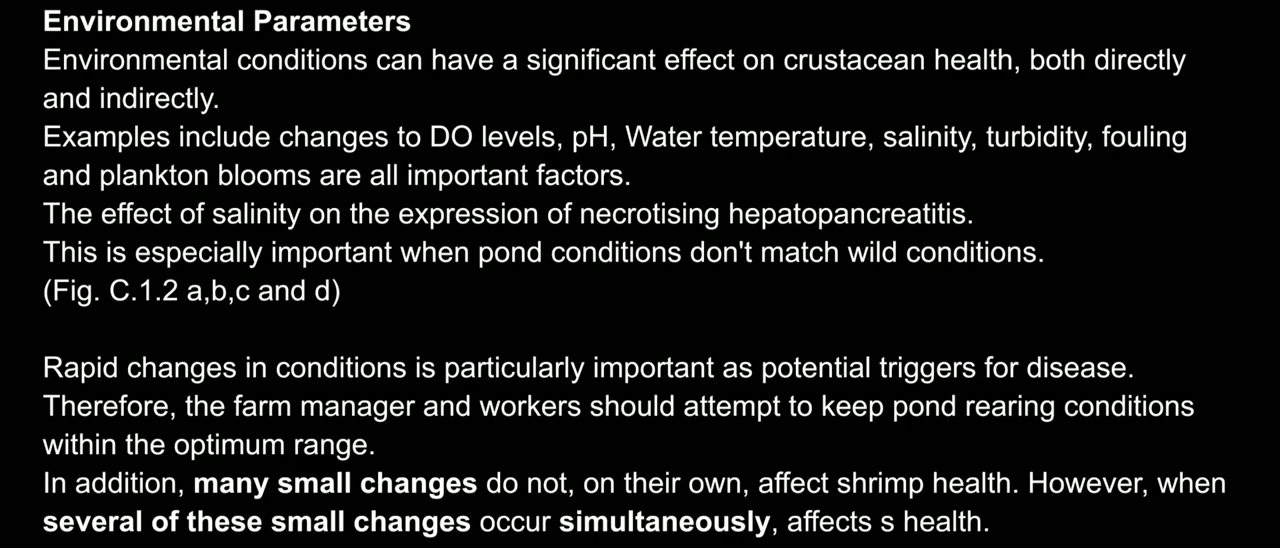 Environmental Parameters
Environmental conditions can have a significant effect on crustacean health, both directly
and indirectly.
Examples include changes to DO levels, pH, Water temperature, salinity, turbidity, fouling
and plankton blooms are all important factors.
The effect of salinity on the expression of necrotising hepatopancreatitis.
This is especially important when pond conditions don't match wild conditions.
(Fig. C.1.2 a,b,c and d)
Rapid changes in conditions is particularly important as potential triggers for disease.
Therefore, the farm manager and workers should attempt to keep pond rearing conditions
within the optimum range.
In addition, many small changes do not, on their own, affect shrimp health. However, when
several of these small changes occur simultaneously, affects s health.